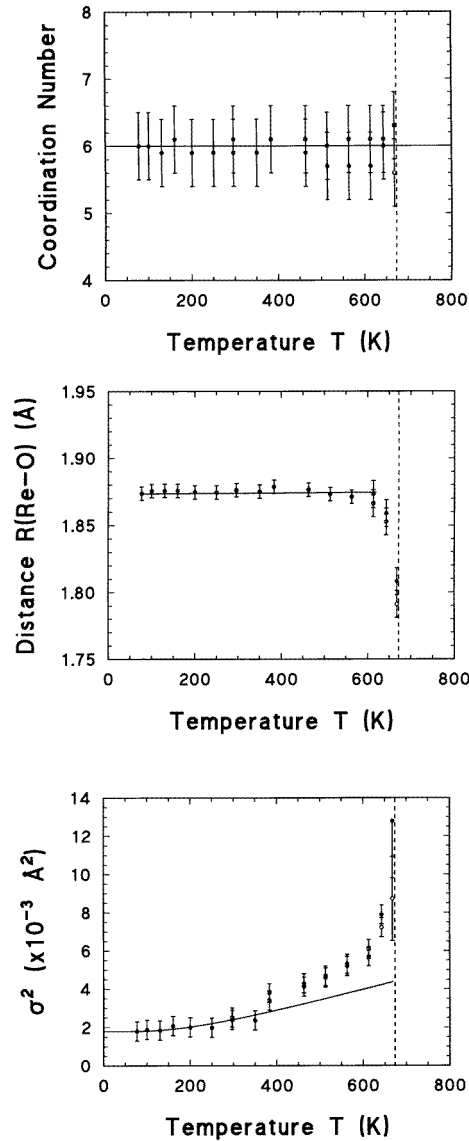 8
7
6
5
4
Coordination Number
0 200 400 600 800
Temperature T (K)
1.95
1.90
1.85
1.80
1.75
Distance R(Re-O) (Å)
0 200 400 600 800
Temperature T (K)
14
12
10
8
6
4
2
0
σ² (x10⁻³ Å²)
0 200 400 600 800
Temperature T (K)